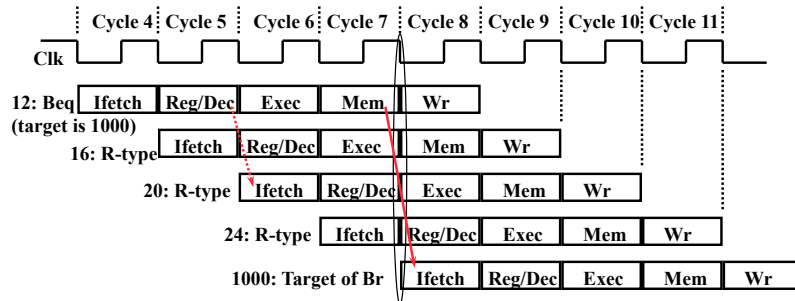 Cycle 4 Cycle 5 Cycle 6 Cycle 7 Cycle 8 Cycle 9 Cycle 10 Cycle 11
Clk
12: Beq Ifetch Reg/Dec Exec Mem Wr
(target is 1000)
16: R-type Ifetch Reg/Dec Exec Mem Wr
20: R-type Ifetch Reg/Dec Exec Mem Wr
24: R-type Ifetch Reg/Dec Exec Mem Wr
1000: Target of Br Ifetch Reg/Dec Exec Mem Wr